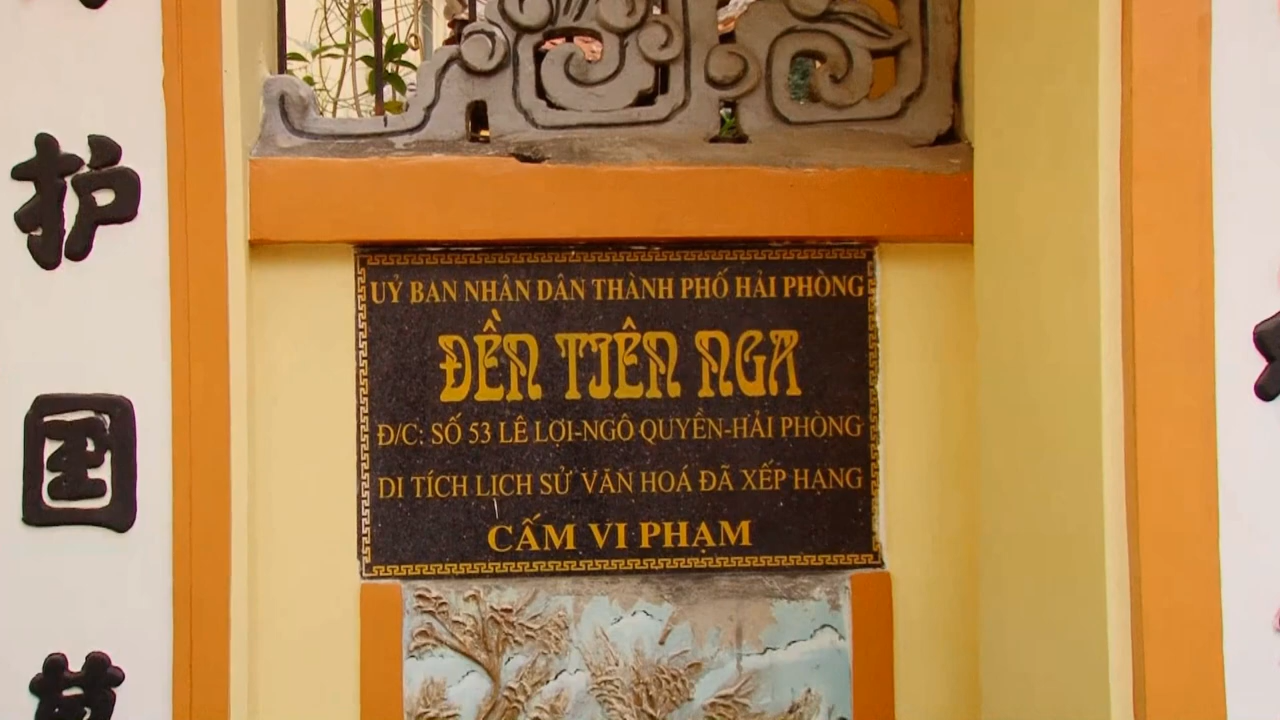 护
国
UỶ BAN NHÂN DÂN THÀNH PHỐ HẢI PHÒNG
ĐỀN TIÊN NGA
Đ/C: SỐ 53 LÊ LỢI-NGÔ QUYỀN-HẢI PHÒNG
DI TÍCH LỊCH SỬ VĂN HOÁ ĐÃ XẾP HẠNG
CẤM VI PHẠM